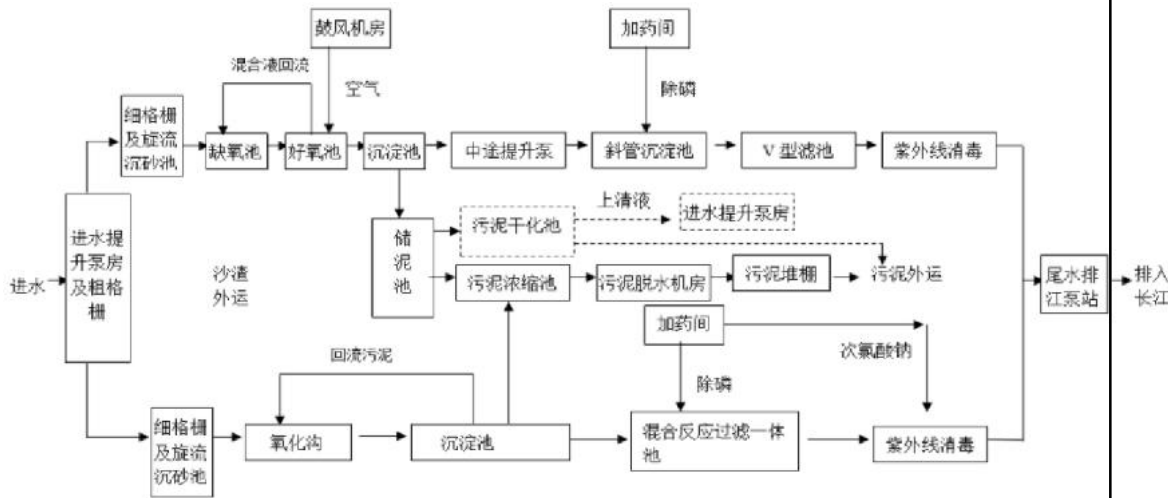 鼓风机房
加药间
混合液回流
空气
除磷
细格栅
及旋流
沉砂池
缺氧池
好氧池
沉淀池
中途提升泵
斜管沉淀池
V 型滤池
紫外线消毒
上清液
进水提
升泵房
及粗格
栅
进水
沙渣
外运
储
泥
池
污泥干化池
进水提升泵房
污泥浓缩池
污泥脱水机房
污泥堆棚
污泥外运
尾水排
江泵站
排入
长江
加药间
次氯酸钠
回流污泥
除磷
细格栅
及旋流
沉砂池
氧化沟
沉淀池
混合反应过滤一体
池
紫外线消毒